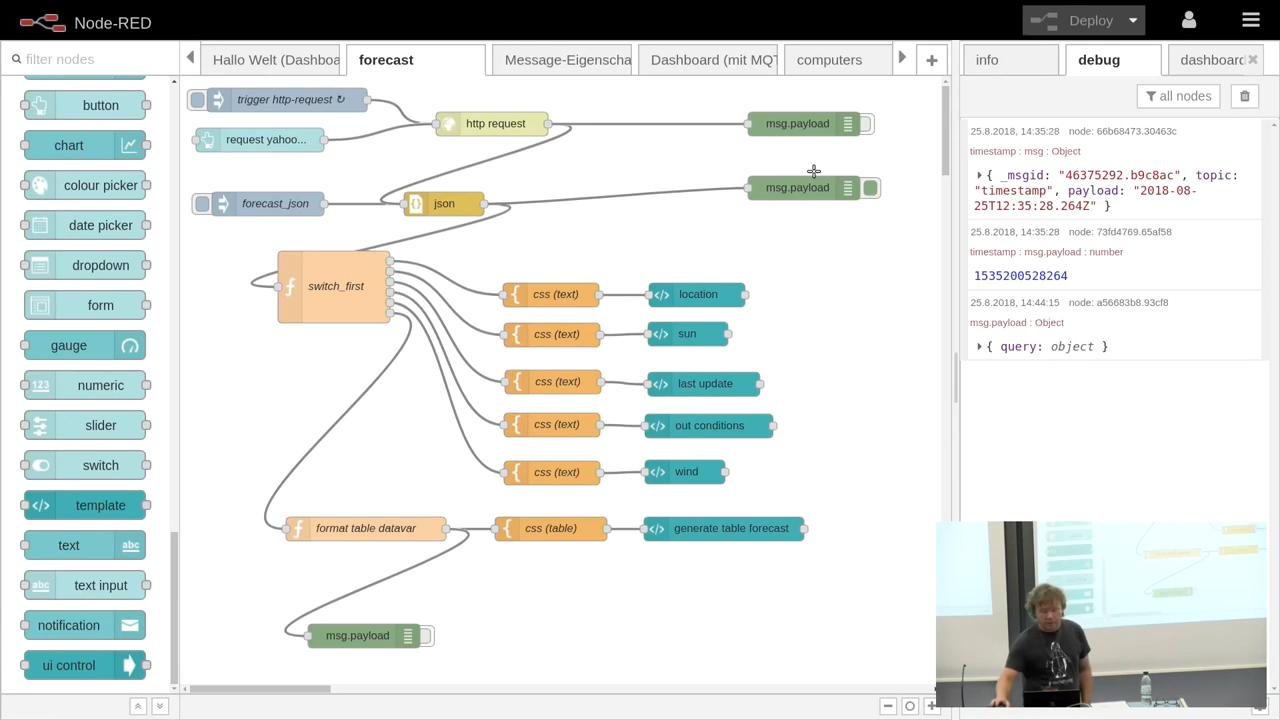 Node-RED
Deploy
filter nodes
Hallo Welt (Dashboa
forecast
Message-Eigenscha
Dashboard (mit MQT
computers
info
debug
dashboard
all nodes
button
chart
colour picker
date picker
dropdown
form
gauge
numeric
slider
switch
template
text
text input
notification
ui control
trigger http-request ↻
request yahoo...
http request
msg.payload
msg.payload
forecast_json
json
switch_first
css (text)
location
css (text)
sun
css (text)
last update
css (text)
out conditions
css (text)
wind
format table datavar
css (table)
generate table forecast
msg.payload
25.8.2018, 14:35:28 node: 66b68473.30463c
timestamp : msg : Object
{ _msgid: "46375292.b9c8ac", topic:
"timestamp", payload: "2018-08-
25T12:35:28.264Z" }
25.8.2018, 14:35:28 node: 73fd4769.65af58
timestamp : msg.payload : number
1535200528264
25.8.2018, 14:44:15 node: a56683b8.93cf8
msg.payload : Object
{ query: object }